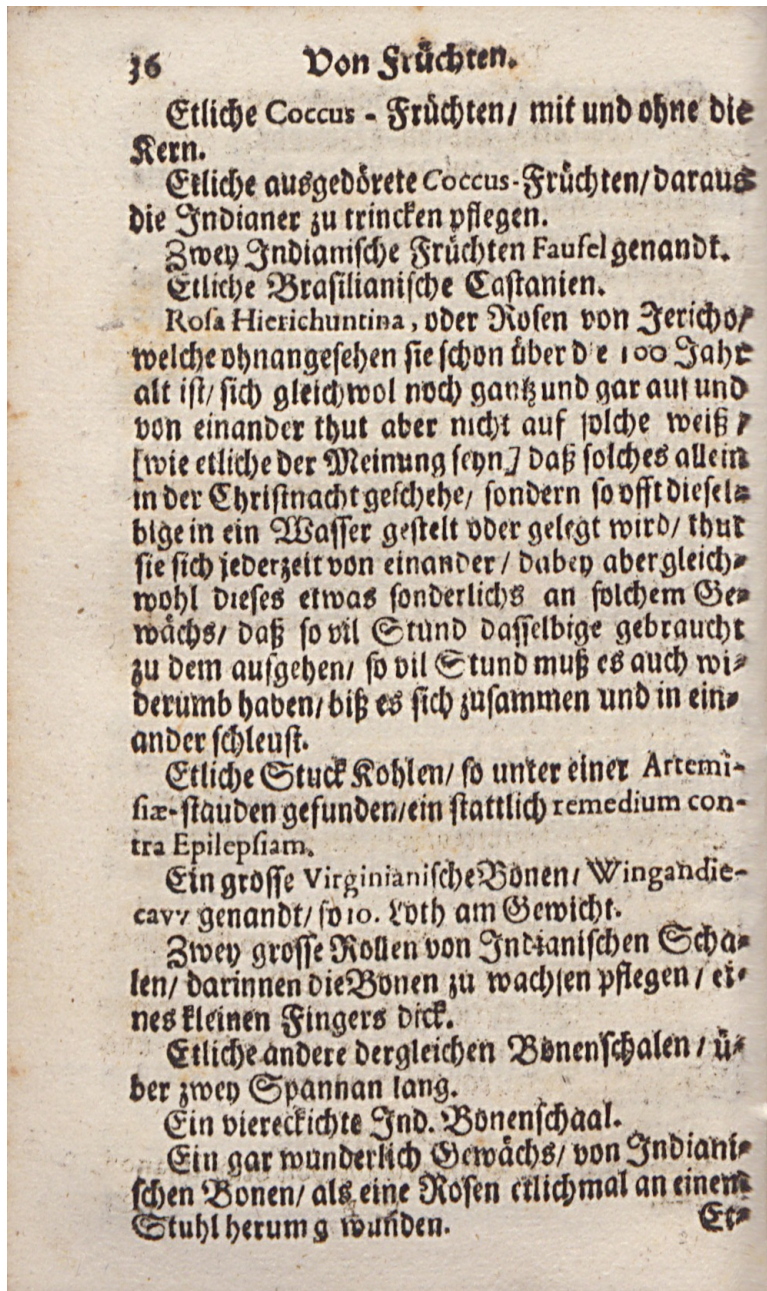 36 Von Früchten.
Etliche Coccus - Früchten/ mit und ohne die
Kern.
Etliche ausgedörete Coccus-Früchten/ daraus
die Indianer zu trincken pflegen.
Zwey Indianische Früchten Faufel genandt.
Etliche Brasilianische Castanien.
Rosa Hierichuntina, oder Rosen von Jericho/
welche ohnangesehen sie schon über d e 100 Jahr
alt ist/ sich gleichwol noch gantz und gar auf und
von einander thut aber nicht auf solche weiß /
[wie etliche der Meinung seyn] daß solches allein
in der Christnacht geschehe/ sondern so offt diesel-
bige in ein Wasser gestelt oder gelegt wird/ thut
sie sich jederzeit von einander / dabey aber gleich-
wohl dieses etwas sonderlichs an solchem Ge-
wächs/ daß so vil Stund dasselbige gebraucht
zu dem aufgehen/ so vil Stund muß es auch wi-
derumb haben/ biß es sich zusammen und in ein-
ander schleust.
Etliche Stuck Kohlen/ so unter einer Artemi-
siæ-stauden gefunden/ ein stattlich remedium con-
tra Epilepsiam.
Ein grosse Virginianische Bonen/ Wingandie-
cavv genandt/ so 10. Loth am Gewicht.
Zwey grosse Rollen von Indianischen Scha-
len/ darinnen die Bonen zu wachsen pflegen / ei-
nes kleinen Fingers dick.
Etliche andere dergleichen Bonenschalen / ü-
ber zwey Spannan lang.
Ein viereckichte Ind. Bonenschaal.
Ein gar wunderlich Gewächs/ von Indiani-
schen Bonen/ als eine Rosen etlichmal an einem
Stuhl herum g wunden.
Et-